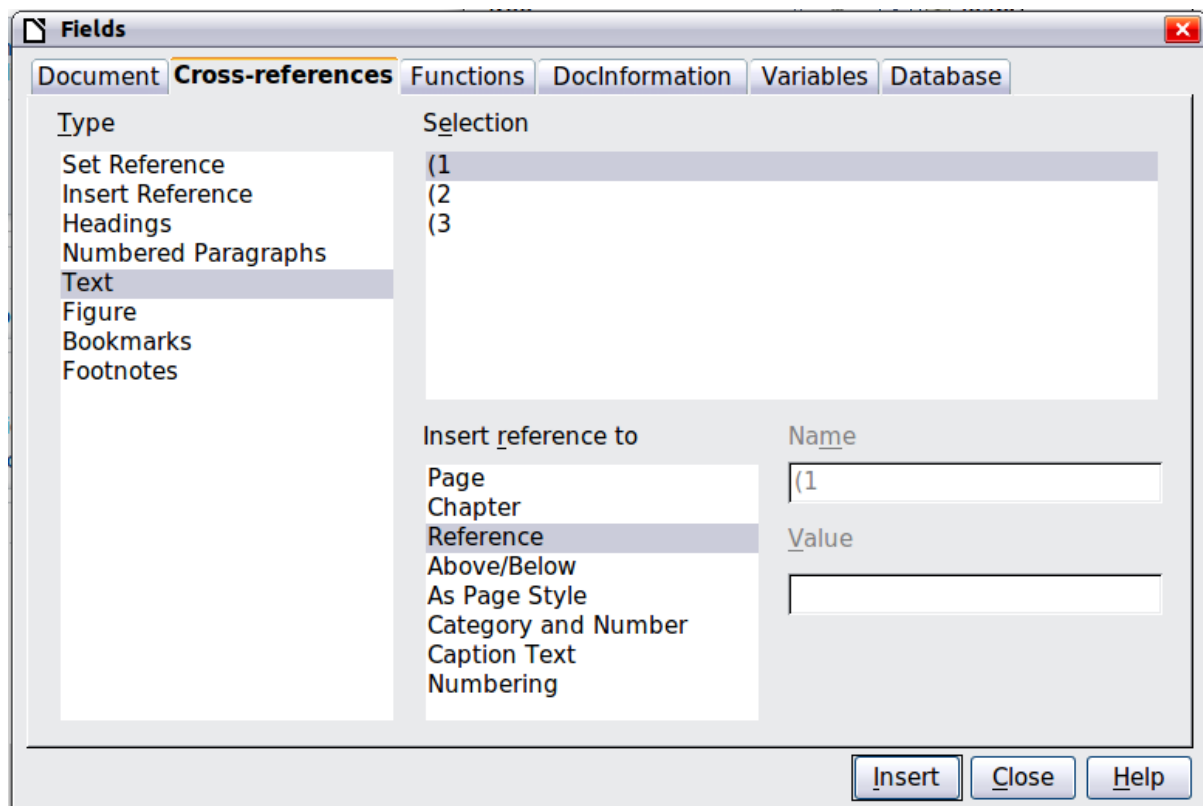 Fields
Document Cross-references Functions DocInformation Variables Database
Type
Set Reference
Insert Reference
Headings
Numbered Paragraphs
Text
Figure
Bookmarks
Footnotes
Selection
(1
(2
(3
Insert reference to
Page
Chapter
Reference
Above/Below
As Page Style
Category and Number
Caption Text
Numbering
Name
(1
Value
Insert Close Help